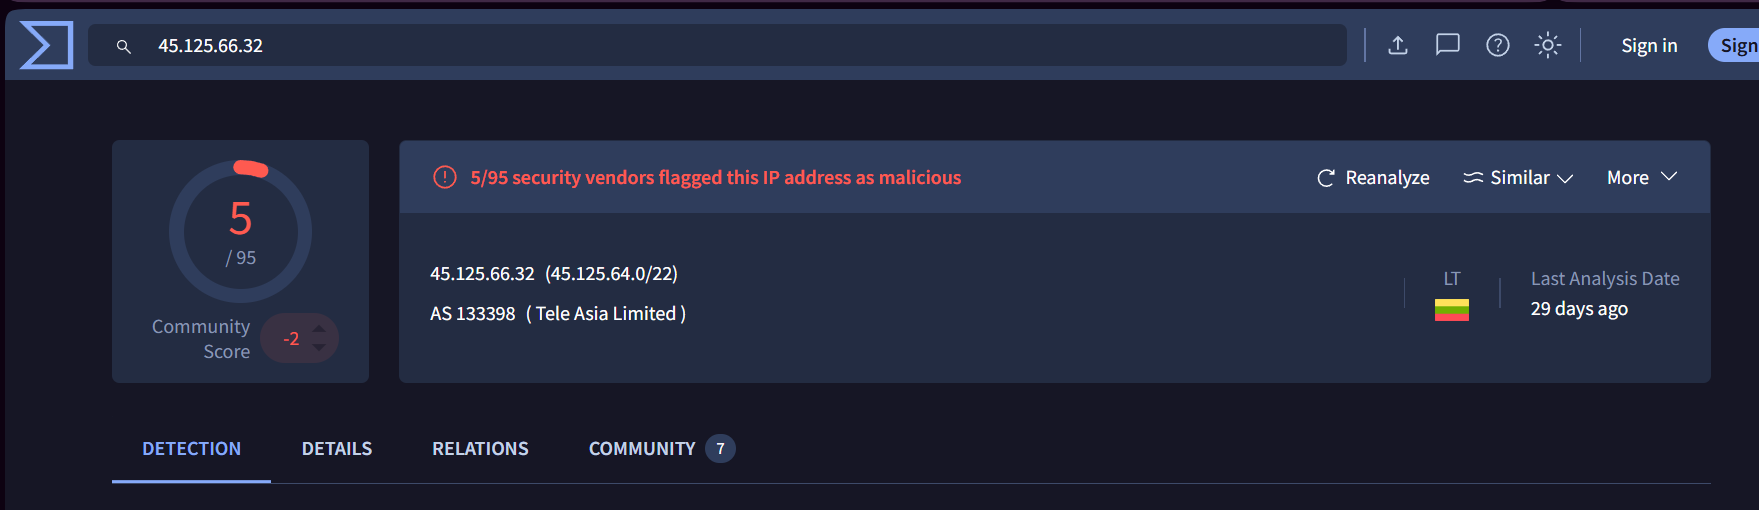 45.125.66.32
Sign in
Sign
5
/ 95
Community
Score
-2
5/95 security vendors flagged this IP address as malicious
Reanalyze
Similar
More
45.125.66.32 (45.125.64.0/22)
AS 133398 ( Tele Asia Limited )
LT
Last Analysis Date
29 days ago
DETECTION
DETAILS
RELATIONS
COMMUNITY 7